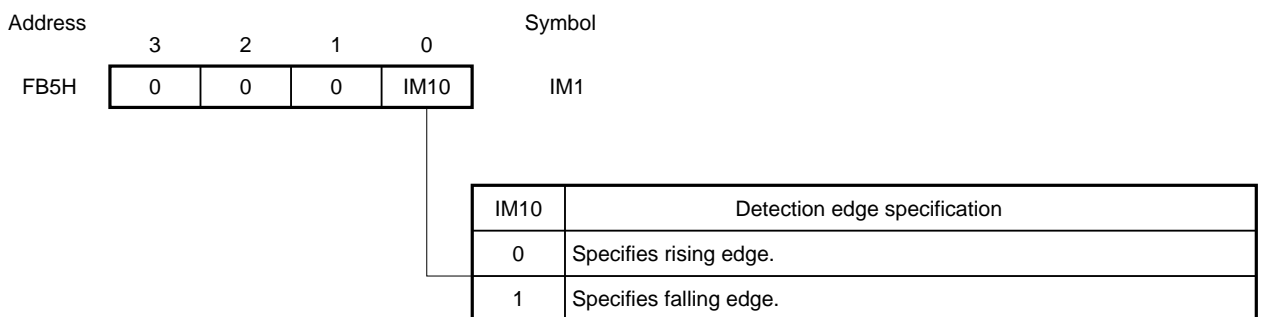 Address Symbol
3 2 1 0
FB5H 0 0 0 IM10 IM1
IM10 Detection edge specification
0 Specifies rising edge.
1 Specifies falling edge.